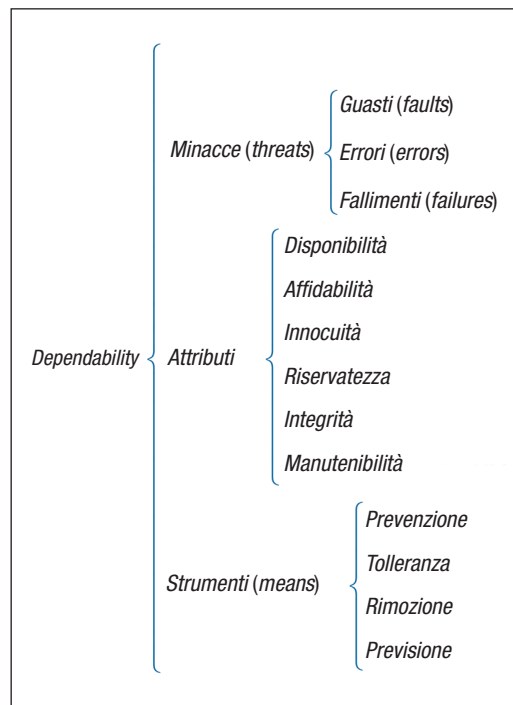 Dependability
Minacce (threats)
Guasti (faults)
Errori (errors)
Fallimenti (failures)
Attributi
Disponibilità
Affidabilità
Innocuità
Riservatezza
Integrità
Manutenibilità
Strumenti (means)
Prevenzione
Tolleranza
Rimozione
Previsione